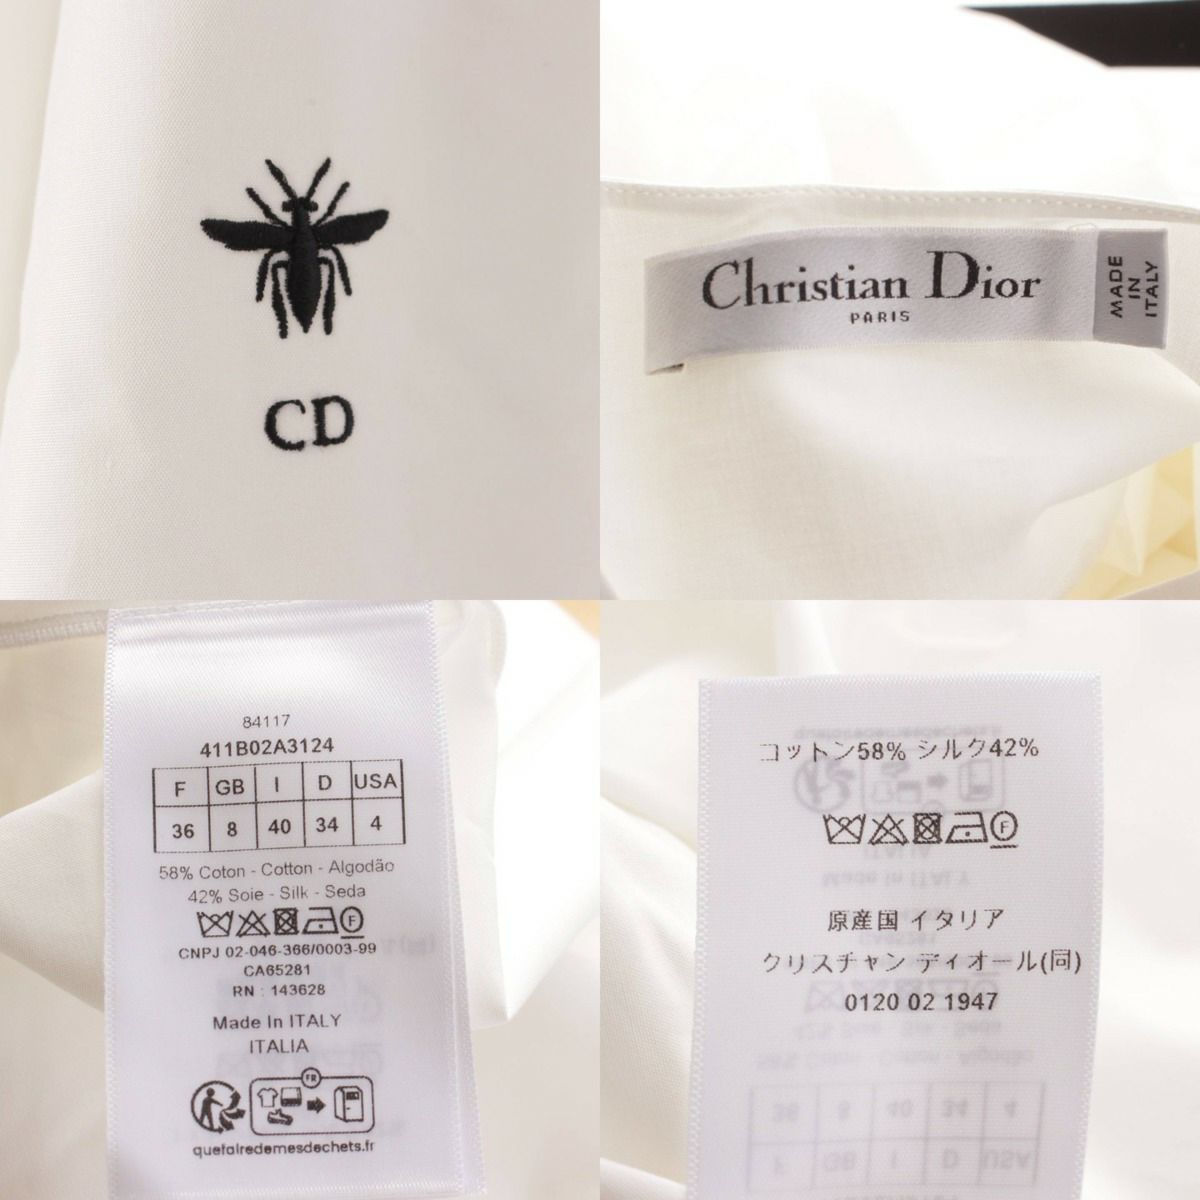 CD
Christian Dior
PARIS
MADE
IN
ITALY
84117
411B02A3124
F GB I D USA
36 8 40 34 4
58% Coton - Cotton - Algodão
42% Soie - Silk - Seda
F
CNPJ 02-046-366/0003-99
CA65281
RN : 143628
Made In ITALY
ITALIA
FR
quefairedemesdechets.fr
コットン58% シルク42%
F
原産国 イタリア
クリスチャン ディオール(同)
0120 02 1947